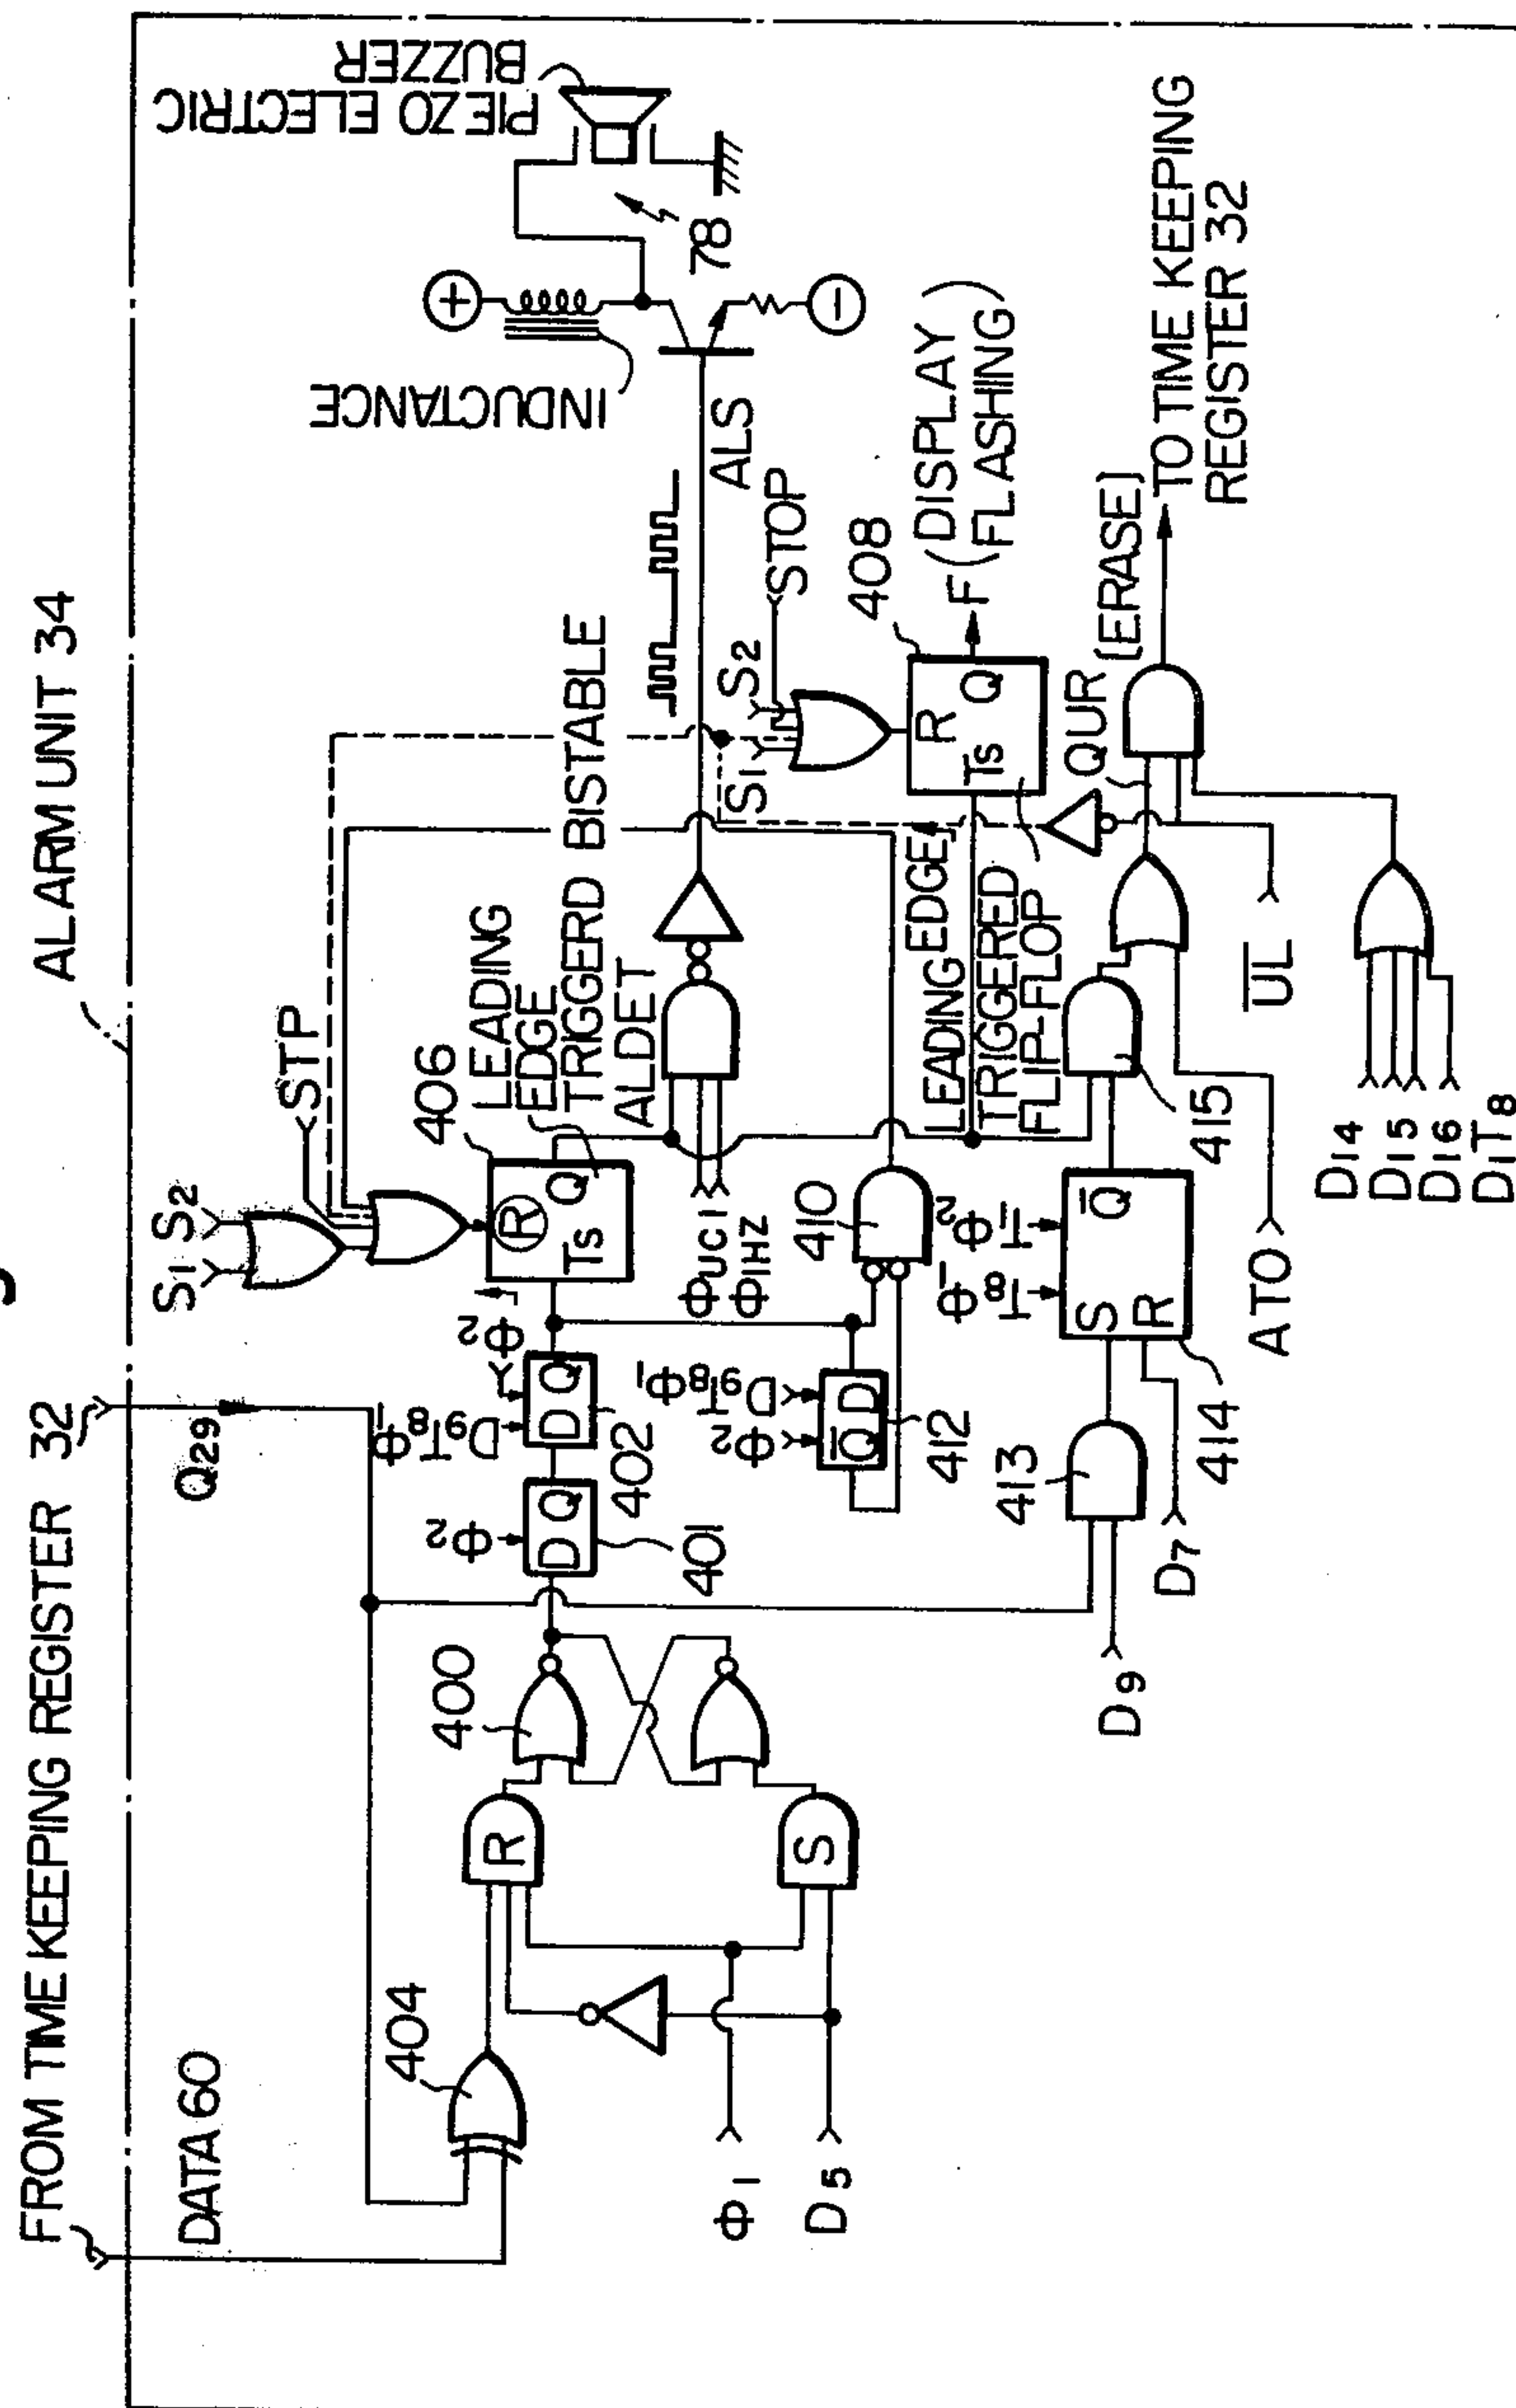 ALARM UNIT 34
FROM TIME KEEPING REGISTER 32
DATA 60
Q29
S1 S2
STP
404
400
R
S
Φ1
D5
Φ2
D Q
401
D9T8Φ1
Φ2
D Q
402
406
R
Q
Ts
LEADING
EDGE
TRIGGERD BISTABLE
ALDET
ΦUC1
Φ1HZ
410
Φ2
D9T8Φ1
Q D
412
413
D9
D7
414
S
R
Q
T8Φ1
T1Φ2
415
ATO
LEADING EDGE
TRIGGERED
FLIP-FLOP
S1
S2
STOP
408
R
Q
Ts
F (DISPLAY
FLASHING)
ALS
INDUCTANCE
+
−
78
PIEZO ELECTRIC
BUZZER
QUR
[ERASE]
TO TIME KEEPING
REGISTER 32
UL
D14
D15
D16
D1T8